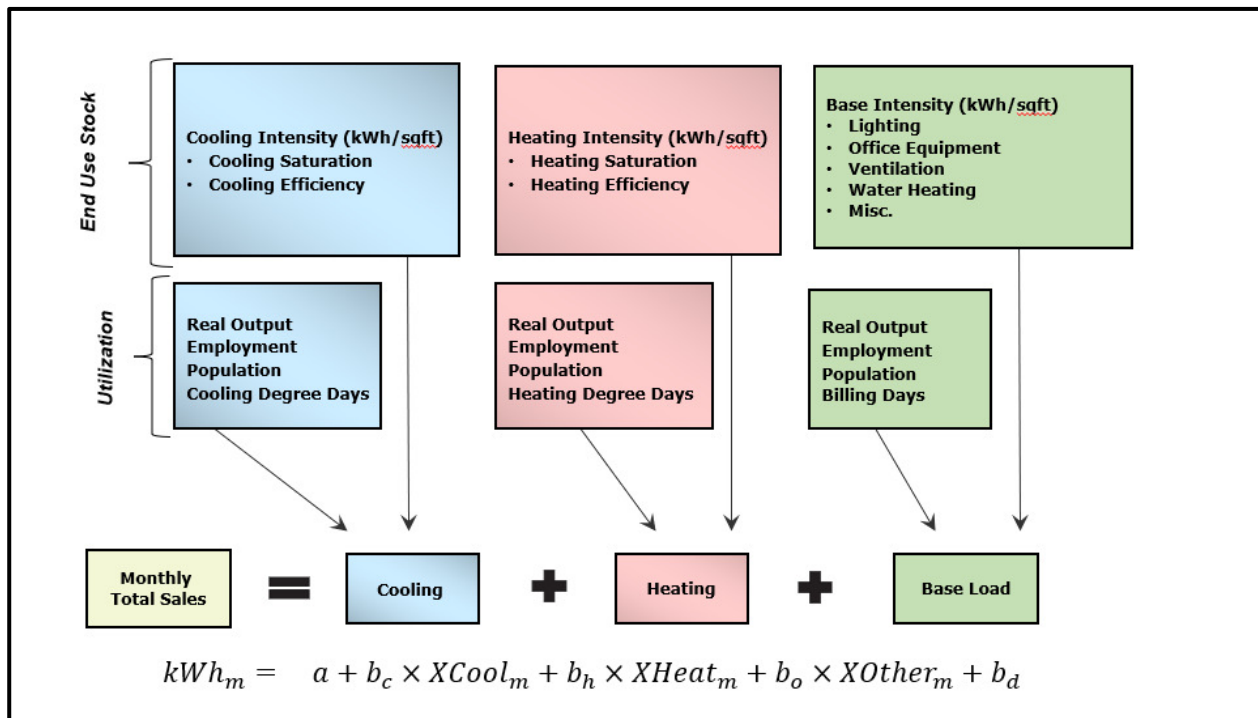 End Use Stock
Cooling Intensity (kWh/sqft)
• Cooling Saturation
• Cooling Efficiency
Heating Intensity (kWh/sqft)
• Heating Saturation
• Heating Efficiency
Base Intensity (kWh/sqft)
• Lighting
• Office Equipment
• Ventilation
• Water Heating
• Misc.
Utilization
Real Output
Employment
Population
Cooling Degree Days
Real Output
Employment
Population
Heating Degree Days
Real Output
Employment
Population
Billing Days
Monthly
Total Sales
=
Cooling
+
Heating
+
Base Load
kWh_m = a + b_c × XCool_m + b_h × XHeat_m + b_o × XOther_m + b_d